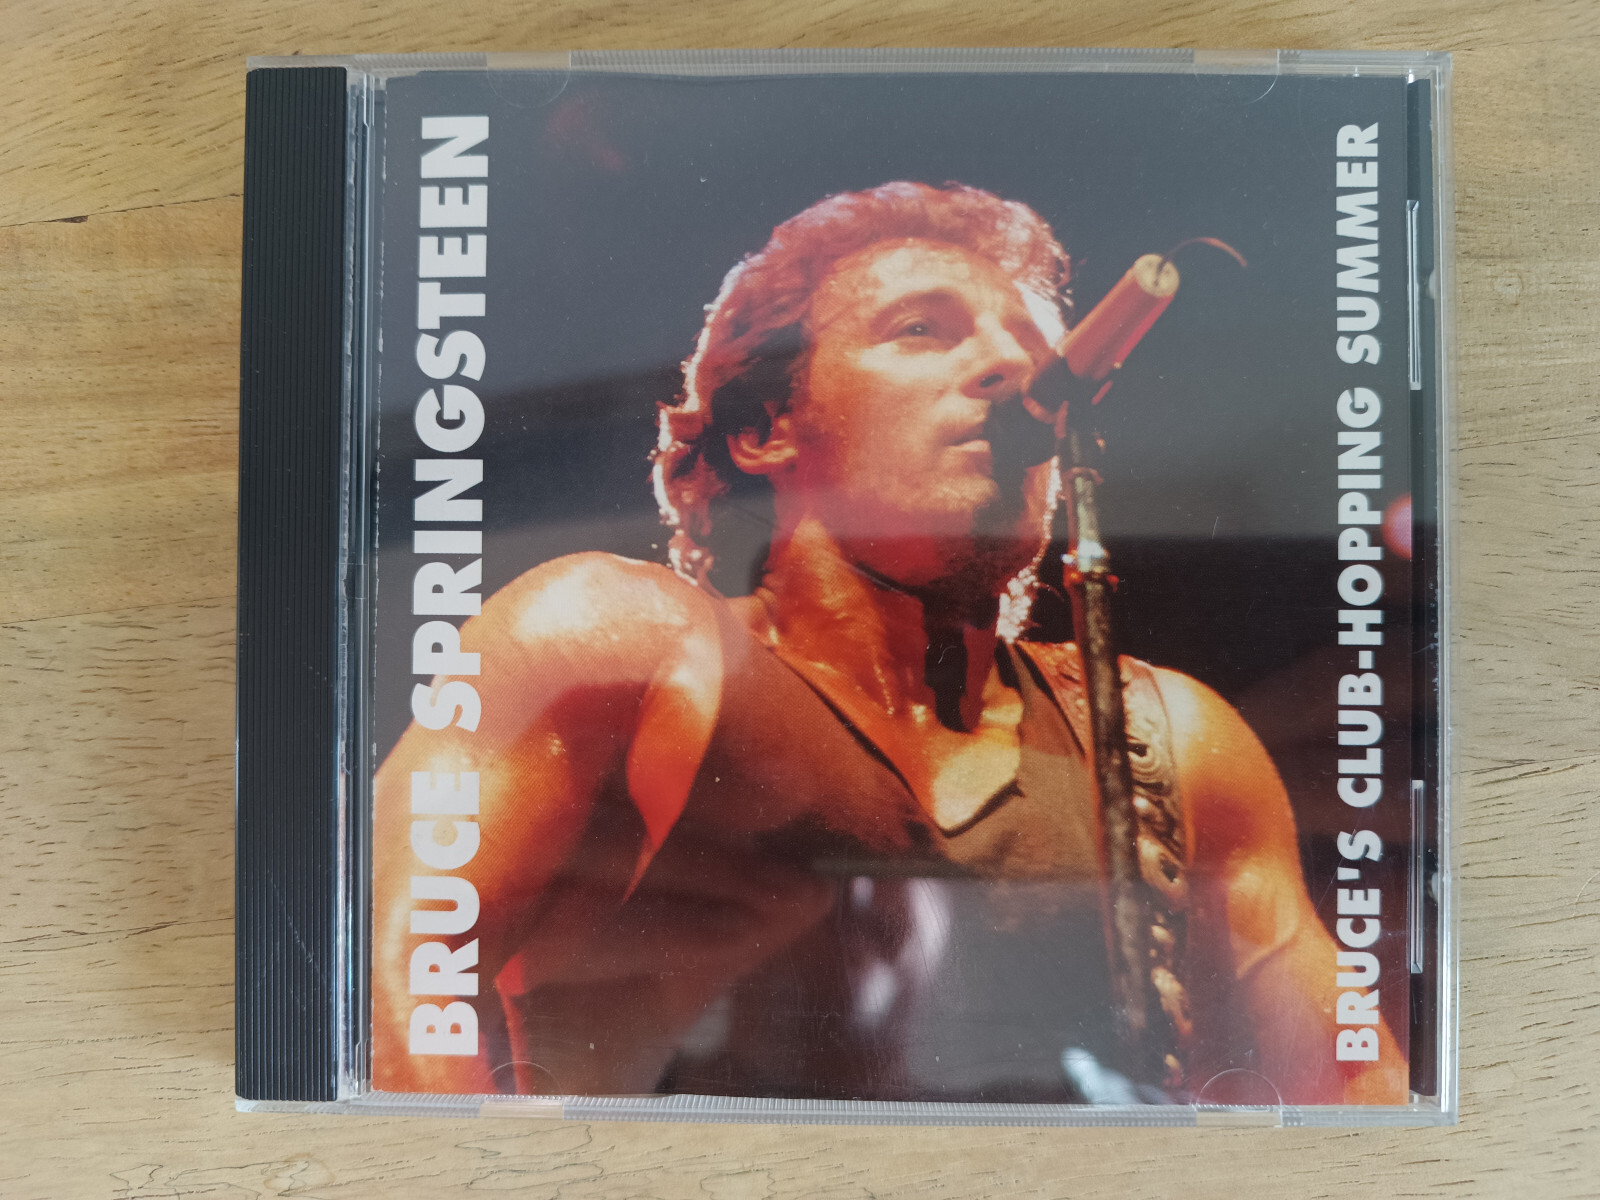 BRUCE SPRINGSTEEN
BRUCE'S CLUB-HOPPING SUMMER